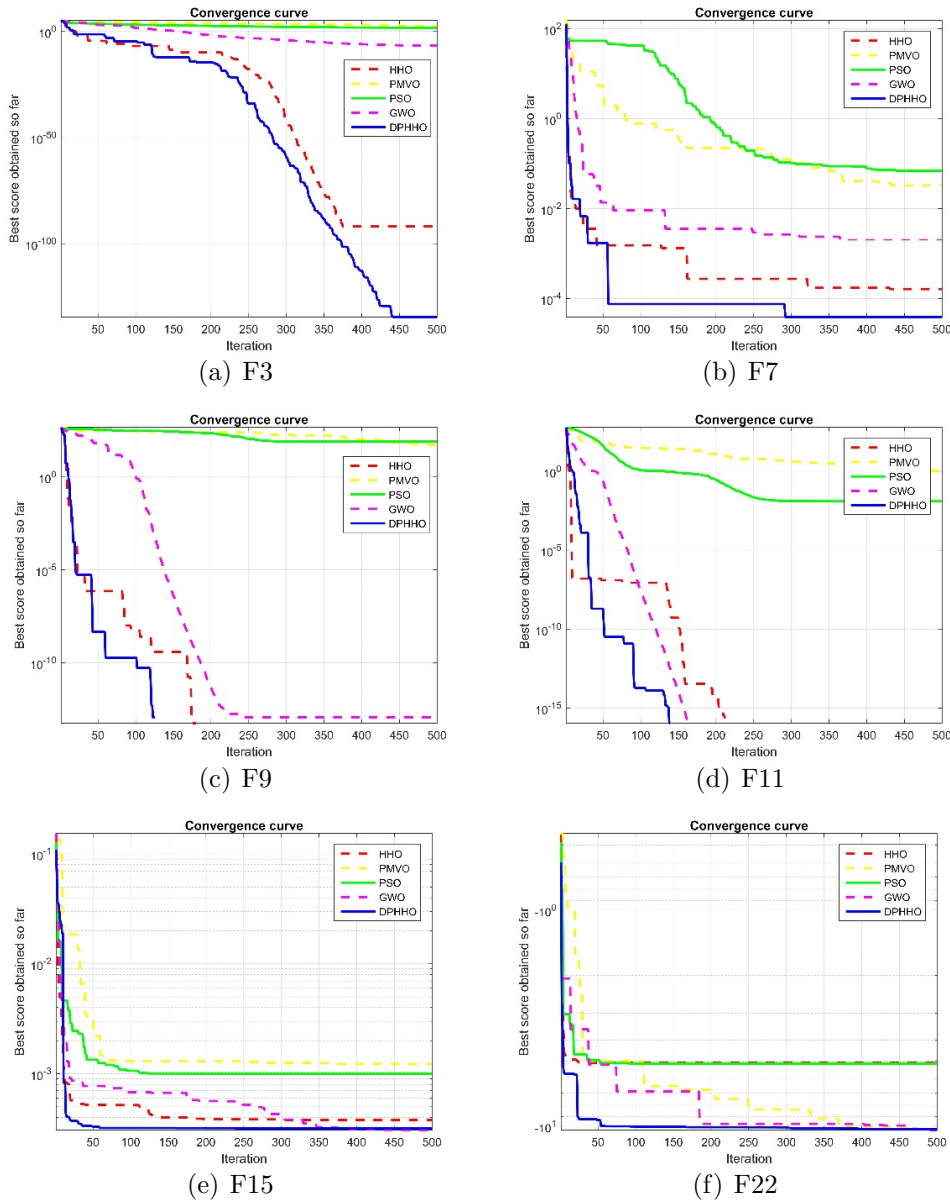 Convergence curve
Best score obtained so far
10^0
10^-50
10^-100
HHO
PMVO
PSO
GWO
DPHHO
50 100 150 200 250 300 350 400 450 500
Iteration
(a) F3
Convergence curve
Best score obtained so far
10^2
10^0
10^-2
10^-4
HHO
PMVO
PSO
GWO
DPHHO
50 100 150 200 250 300 350 400 450 500
Iteration
(b) F7
Convergence curve
Best score obtained so far
10^0
10^-5
10^-10
HHO
PMVO
PSO
GWO
DPHHO
50 100 150 200 250 300 350 400 450 500
Iteration
(c) F9
Convergence curve
Best score obtained so far
10^0
10^-5
10^-10
10^-15
HHO
PMVO
PSO
GWO
DPHHO
50 100 150 200 250 300 350 400 450 500
Iteration
(d) F11
Convergence curve
Best score obtained so far
10^-1
10^-2
10^-3
HHO
PMVO
PSO
GWO
DPHHO
50 100 150 200 250 300 350 400 450 500
Iteration
(e) F15
Convergence curve
Best score obtained so far
-10^0
-10^1
HHO
PMVO
PSO
GWO
DPHHO
50 100 150 200 250 300 350 400 450 500
Iteration
(f) F22